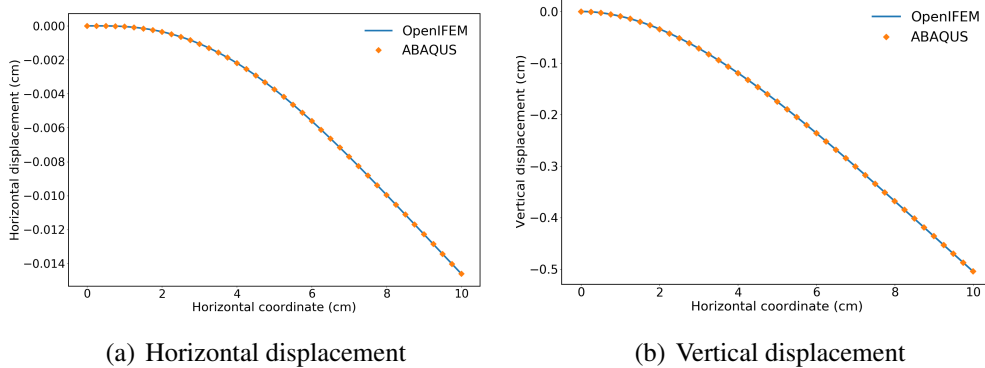 0.000
−0.002
−0.004
−0.006
−0.008
−0.010
−0.012
−0.014
Horizontal displacement (cm)
OpenIFEM
ABAQUS
0 2 4 6 8 10
Horizontal coordinate (cm)
(a) Horizontal displacement
0.0
−0.1
−0.2
−0.3
−0.4
−0.5
Vertical displacement (cm)
OpenIFEM
ABAQUS
0 2 4 6 8 10
Horizontal coordinate (cm)
(b) Vertical displacement